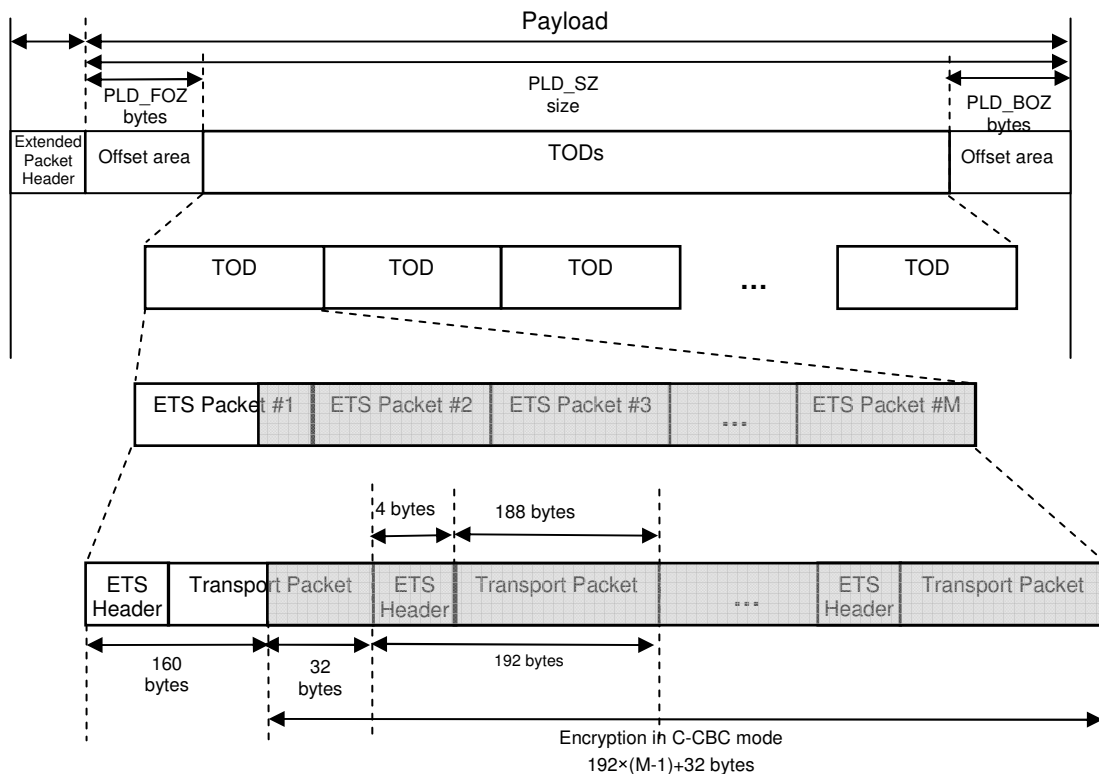 Payload
PLD_FOZ
bytes
PLD_SZ
size
PLD_BOZ
bytes
Extended
Packet
Header
Offset area
TODs
Offset area
TOD
TOD
TOD
...
TOD
ETS Packet #1
ETS Packet #2
ETS Packet #3
...
ETS Packet #M
4 bytes
188 bytes
ETS
Header
Transport Packet
ETS
Header
Transport Packet
...
ETS
Header
Transport Packet
160
bytes
32
bytes
192 bytes
Encryption in C-CBC mode
192×(M-1)+32 bytes